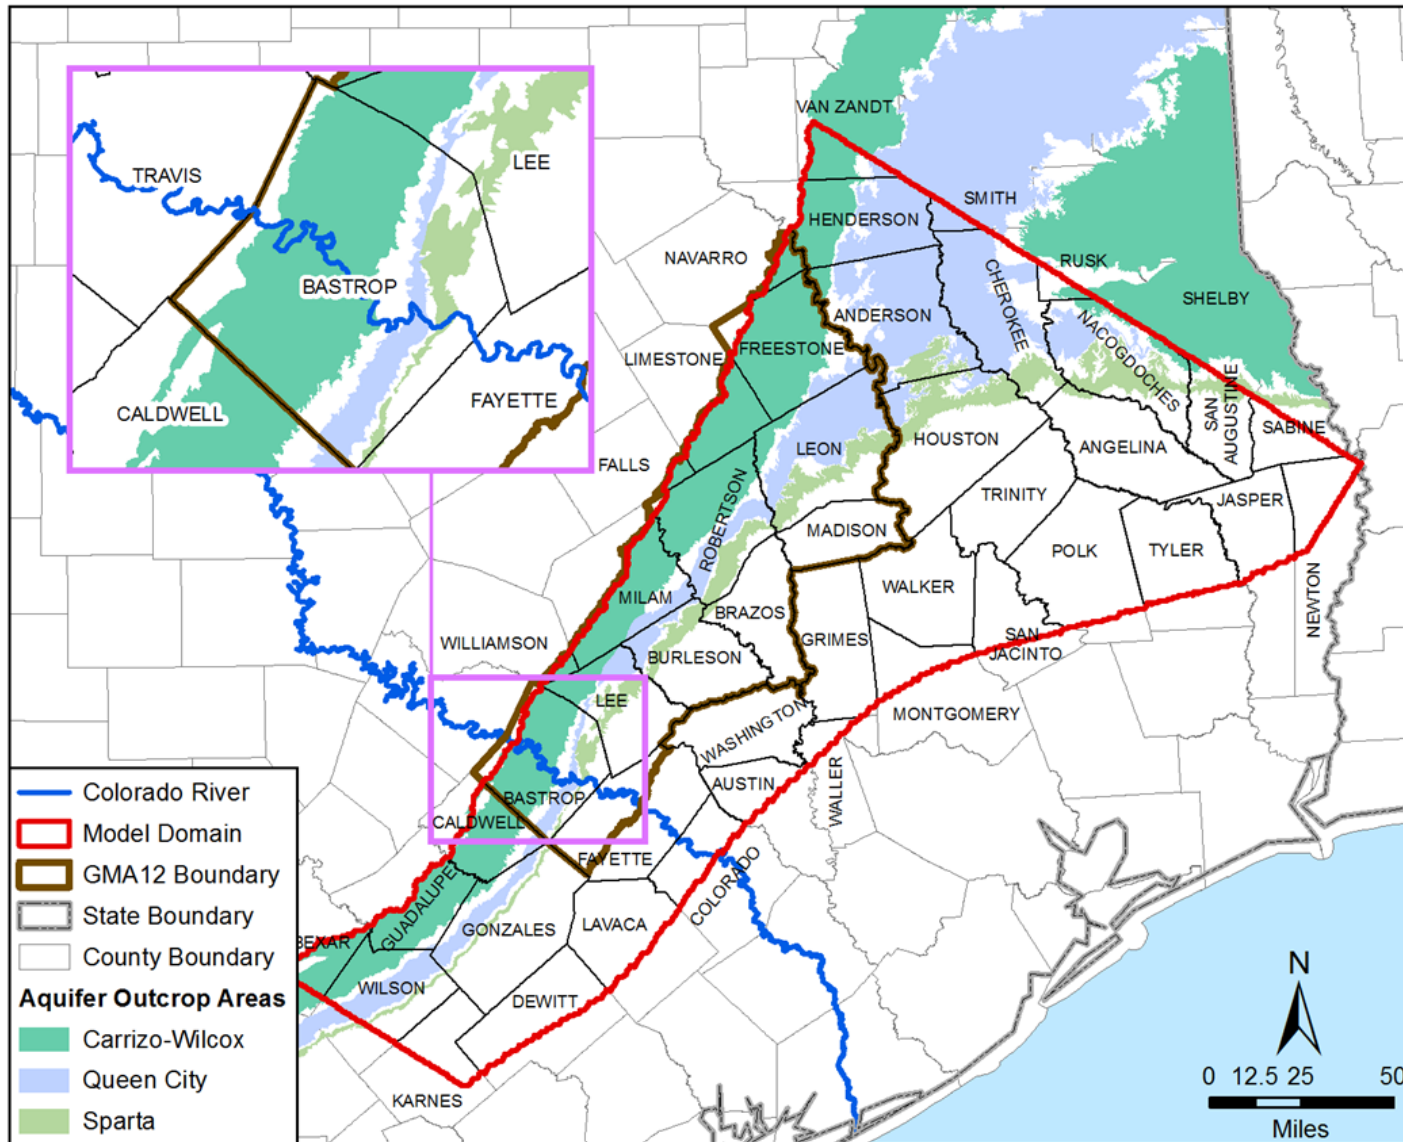 VAN ZANDT
TRAVIS
LEE
BASTROP
CALDWELL
FAYETTE
SMITH
HENDERSON
NAVARRO
RUSK
CHEROKEE
SHELBY
ANDERSON
NACOGDOCHES
FREESTONE
LIMESTONE
SAN
AUGUSTINE
SABINE
HOUSTON
ANGELINA
LEON
FALLS
TRINITY
JASPER
ROBERTSON
MADISON
POLK
TYLER
WALKER
MILAM
BRAZOS
NEWTON
GRIMES
SAN
JACINTO
WILLIAMSON
BURLESON
LEE
MONTGOMERY
WASHINGTON
AUSTIN
WALLER
BASTROP
CALDWELL
FAYETTE
COLORADO
GUADALUPE
LAVACA
GONZALES
BEXAR
WILSON
DEWITT
KARNES
Colorado River
Model Domain
GMA12 Boundary
State Boundary
County Boundary
Aquifer Outcrop Areas
Carrizo-Wilcox
Queen City
Sparta
N
0 12.5 25 50
Miles